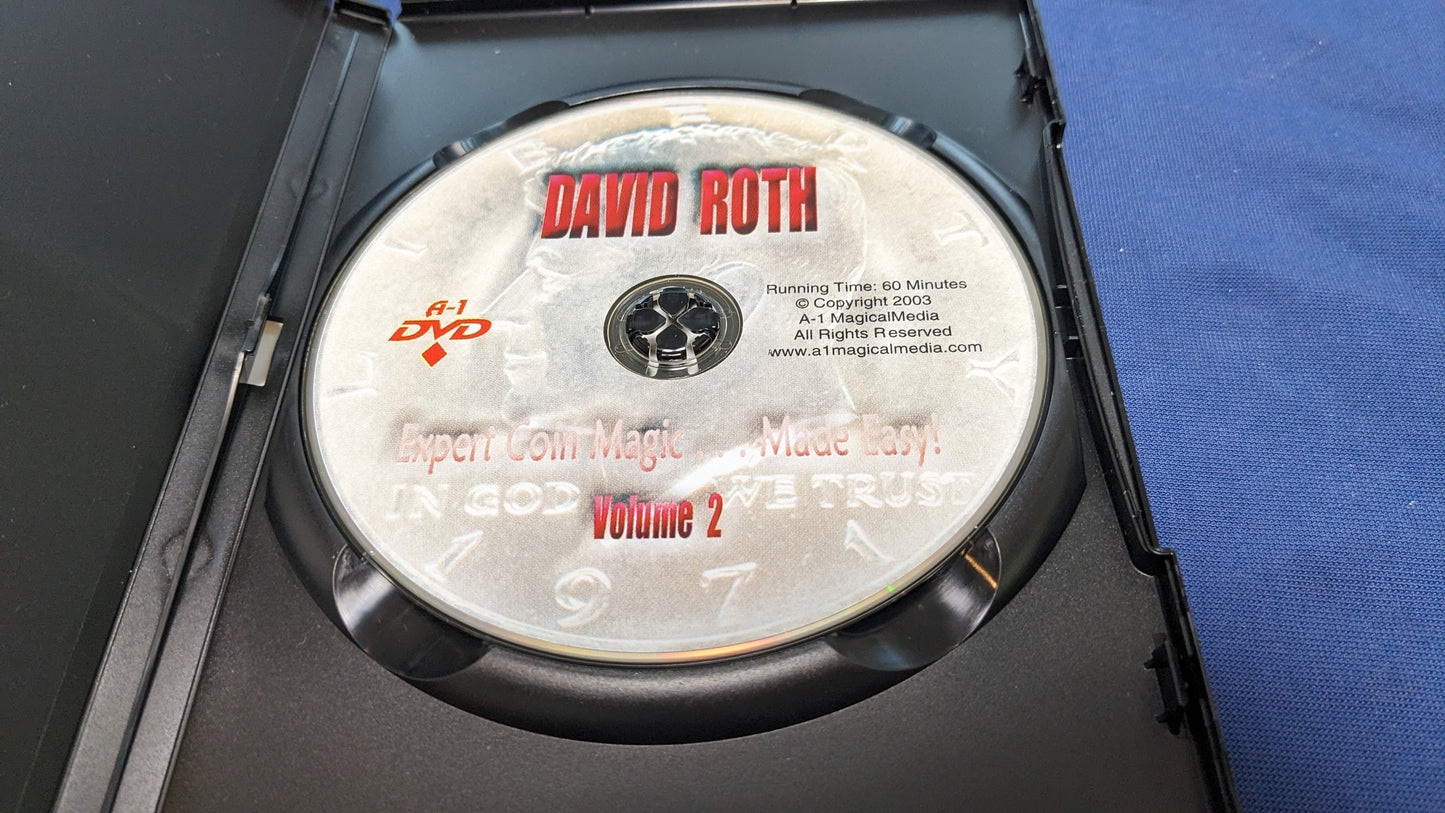 LIBERTY
DAVID ROTH
A-1
DVD
Running Time: 60 Minutes
© Copyright 2003
A-1 MagicalMedia
All Rights Reserved
www.a1magicalmedia.com
Expert Coin Magic . . . Made Easy!
IN GOD WE TRUST
Volume 2
1971